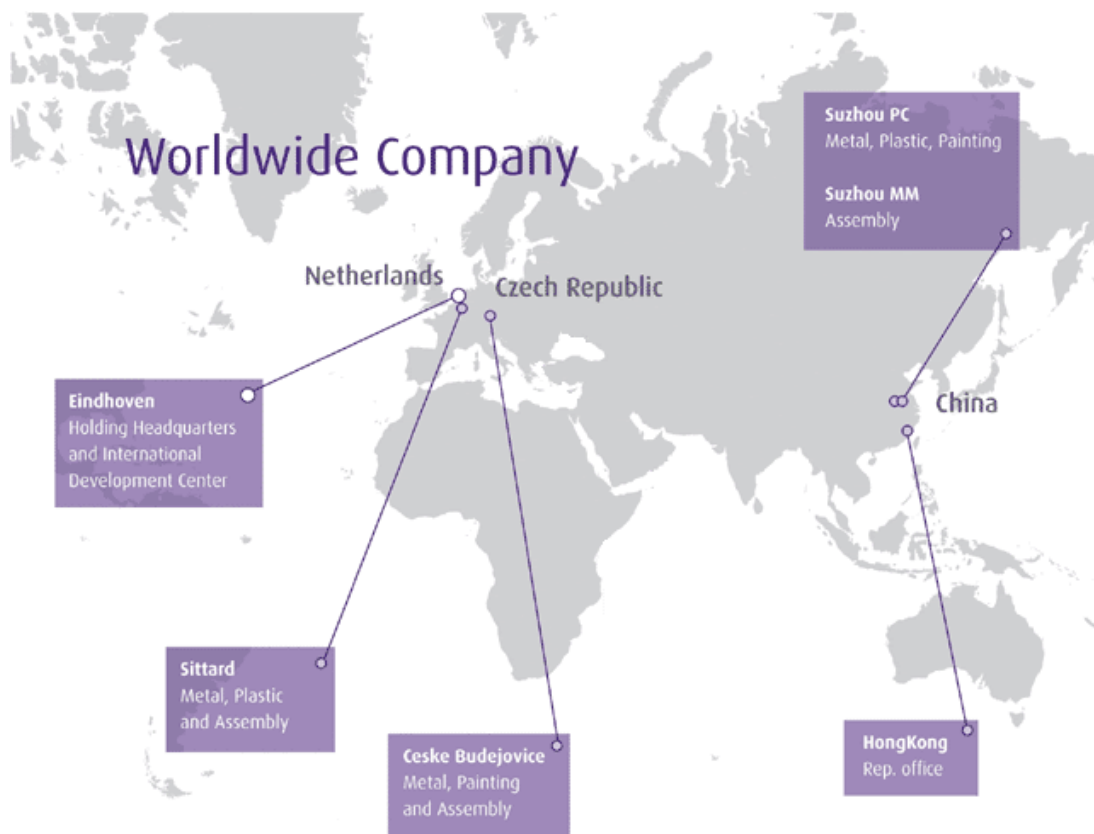 Worldwide Company
Suzhou PC
Metal, Plastic, Painting
Suzhou MM
Assembly
Netherlands
Czech Republic
China
Eindhoven
Holding Headquarters
and International
Development Center
Sittard
Metal, Plastic
and Assembly
Ceske Budejovice
Metal, Painting
and Assembly
HongKong
Rep. office